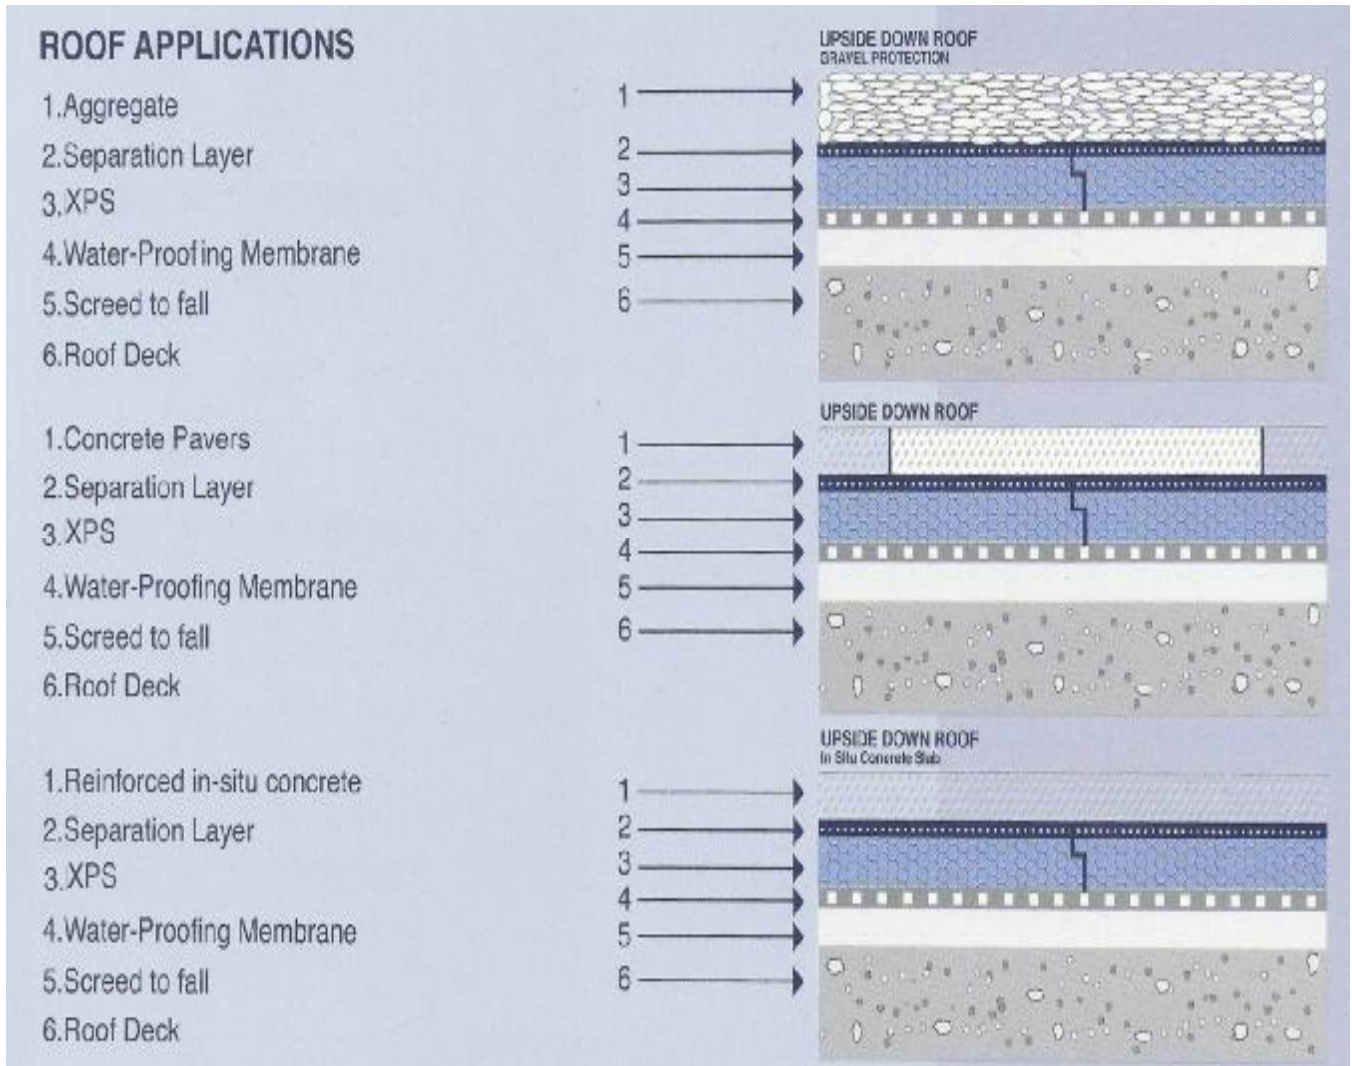 ROOF APPLICATIONS
1.Aggregate
2.Separation Layer
3.XPS
4.Water-Proofing Membrane
5.Screed to fall
6.Roof Deck
UPSIDE DOWN ROOF
GRAVEL PROTECTION
1
2
3
4
5
6
1.Concrete Pavers
2.Separation Layer
3.XPS
4.Water-Proofing Membrane
5.Screed to fall
6.Roof Deck
UPSIDE DOWN ROOF
1
2
3
4
5
6
1.Reinforced in-situ concrete
2.Separation Layer
3.XPS
4.Water-Proofing Membrane
5.Screed to fall
6.Roof Deck
UPSIDE DOWN ROOF
In Situ Concrete Slab
1
2
3
4
5
6